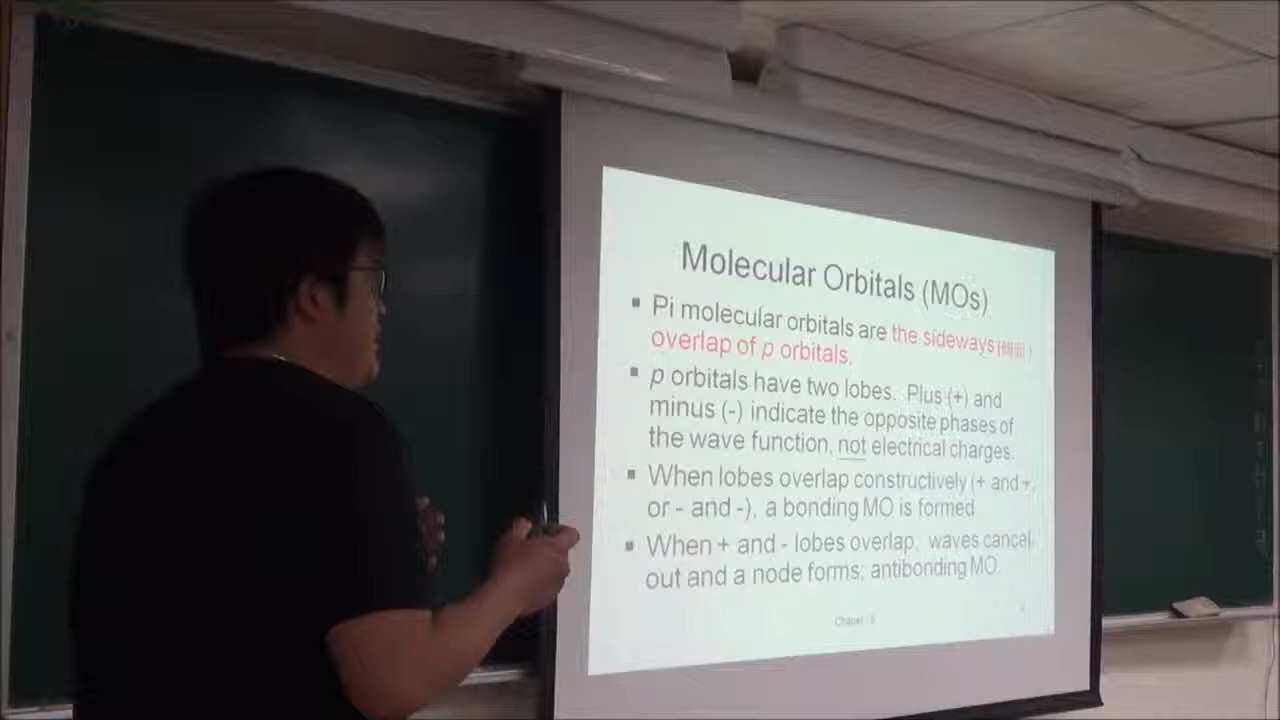 Molecular Orbitals (MOs)
▪ Pi molecular orbitals are the sideways
overlap of p orbitals.
▪ p orbitals have two lobes. Plus (+) and
minus (-) indicate the opposite phases of
the wave function, not electrical charges.
▪ When lobes overlap constructively (+ and +,
or - and -), a bonding MO is formed
▪ When + and - lobes overlap, waves cancel
out and a node forms; antibonding MO.